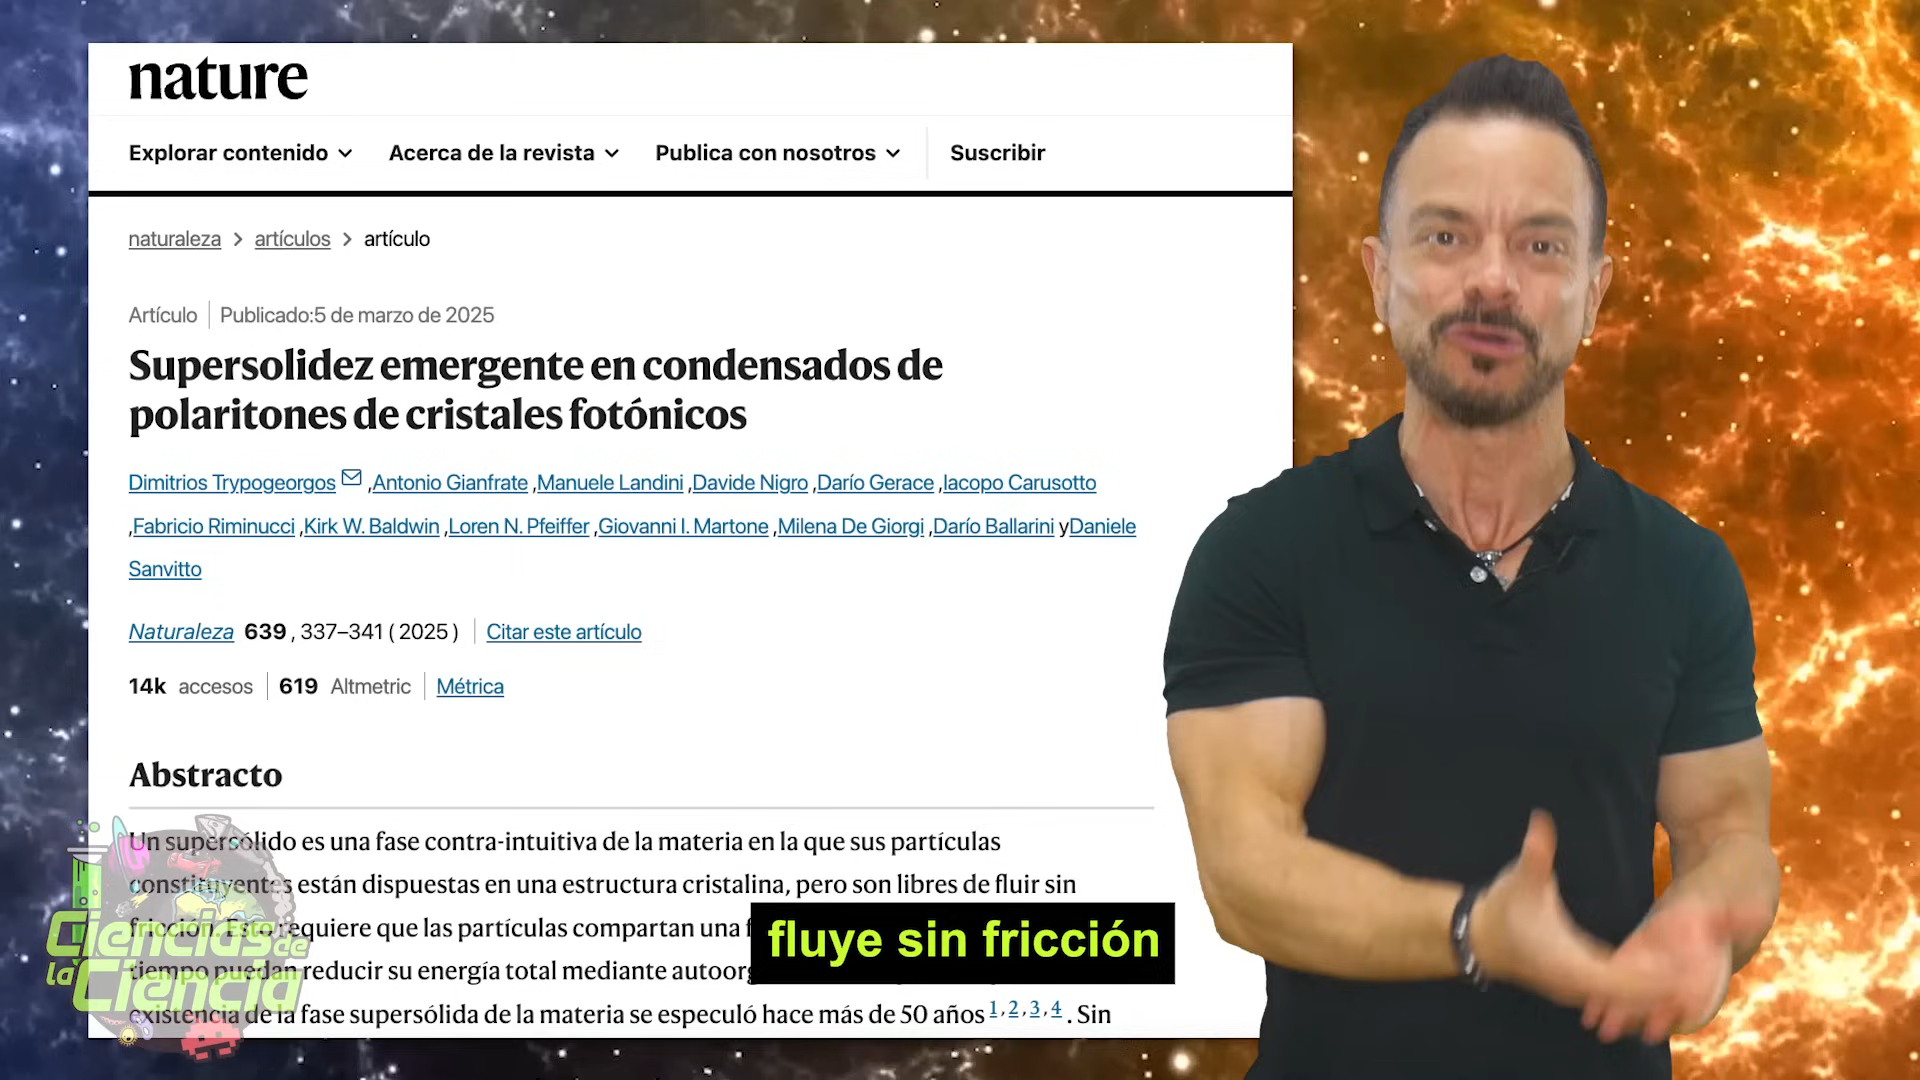 nature
Explorar contenido Acerca de la revista Publica con nosotros Suscribir
naturaleza > artículos > artículo
Artículo | Publicado:5 de marzo de 2025
Supersolidez emergente en condensados de
polaritones de cristales fotónicos
Dimitrios Trypogeorgos ,Antonio Gianfrate ,Manuele Landini ,Davide Nigro ,Darío Gerace ,Iacopo Carusotto
,Fabricio Riminucci ,Kirk W. Baldwin ,Loren N. Pfeiffer ,Giovanni I. Martone ,Milena De Giorgi ,Darío Ballarini yDaniele
Sanvitto
Naturaleza 639 , 337–341 ( 2025 ) | Citar este artículo
14k accesos | 619 Altmetric | Métrica
Abstracto
Un supersólido es una fase contra-intuitiva de la materia en la que sus partículas
constituyentes están dispuestas en una estructura cristalina, pero son libres de fluir sin
fricción. Esto requiere que las partículas compartan una
fluye sin fricción
tiempo puedan reducir su energía total mediante
existencia de la fase supersólida de la materia se especuló hace más de 50 años 1,2,3,4 . Sin
Ciencias de
la Ciencia